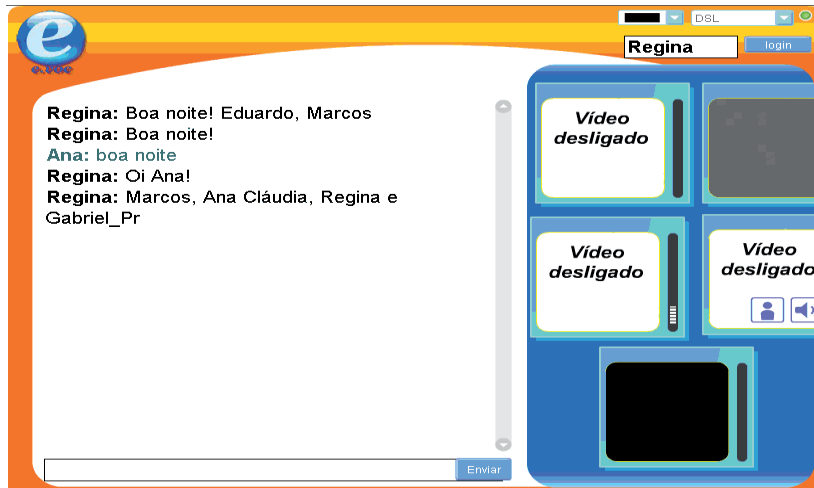 DSL
Regina
login
e
Regina: Boa noite! Eduardo, Marcos
Regina: Boa noite!
Ana: boa noite
Regina: Oi Ana!
Regina: Marcos, Ana Cláudia, Regina e
Gabriel_Pr
Vídeo
desligado
Vídeo
desligado
Vídeo
desligado
Enviar